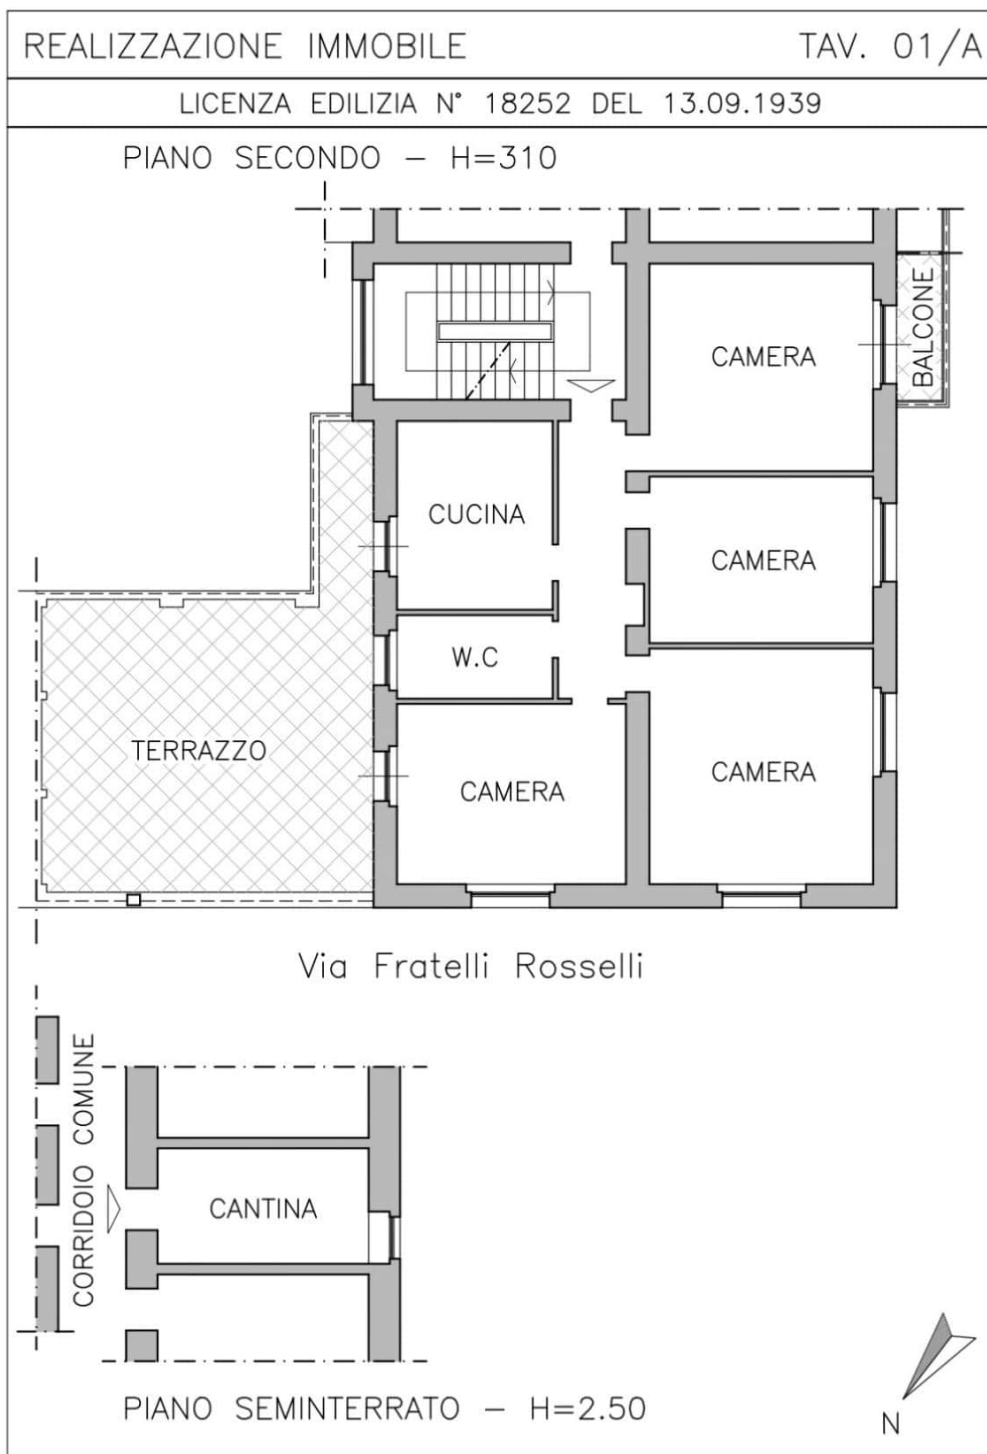 REALIZZAZIONE IMMOBILE TAV. 01/A
LICENZA EDILIZIA N° 18252 DEL 13.09.1939
PIANO SECONDO - H=310
BALCONE
CAMERA
CUCINA
CAMERA
W.C
TERRAZZO
CAMERA
CAMERA
Via Fratelli Rosselli
CORRIDOIO COMUNE
CANTINA
PIANO SEMINTERRATO - H=2.50
N